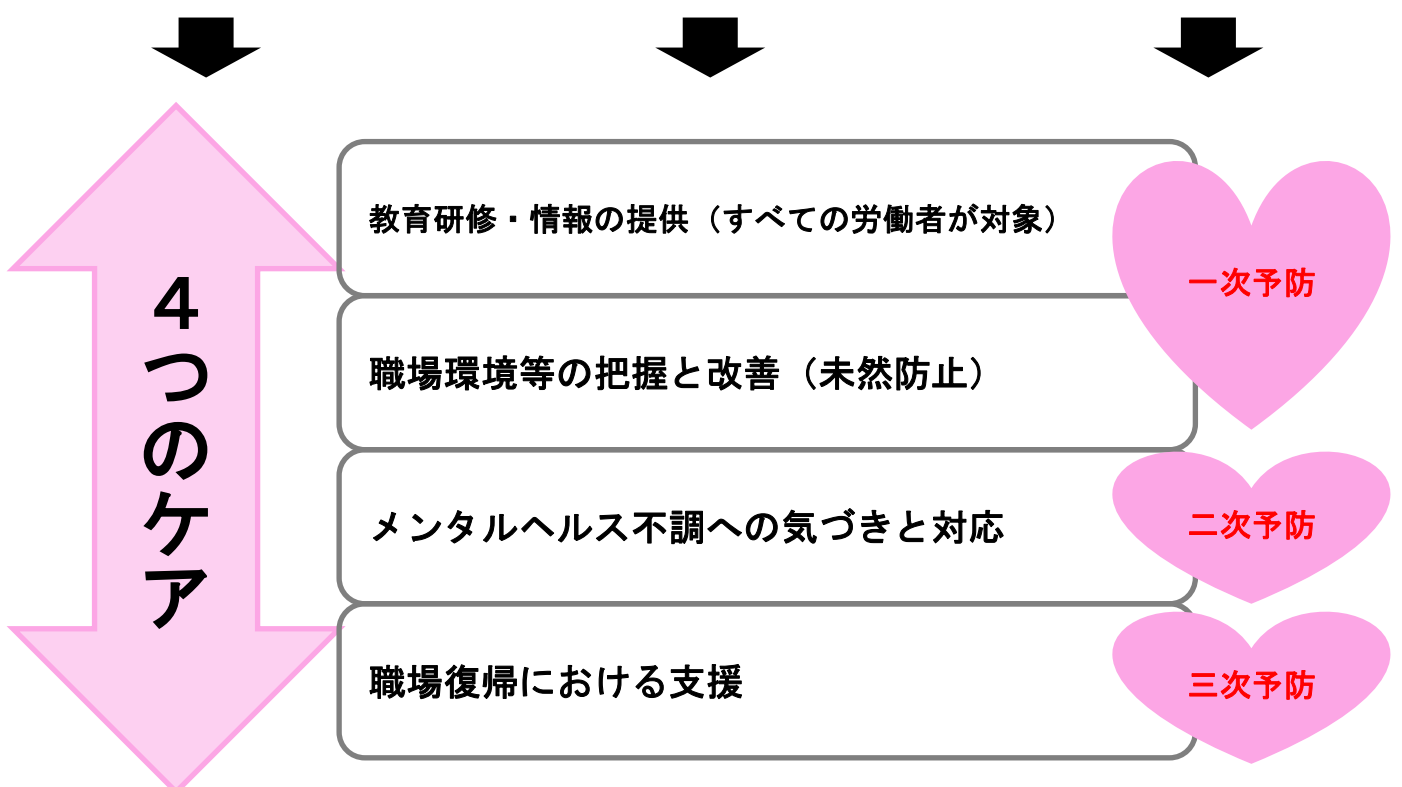 ４つのケア
教育研修・情報の提供（すべての労働者が対象）
一次予防
職場環境等の把握と改善（未然防止）
メンタルヘルス不調への気づきと対応
二次予防
職場復帰における支援
三次予防